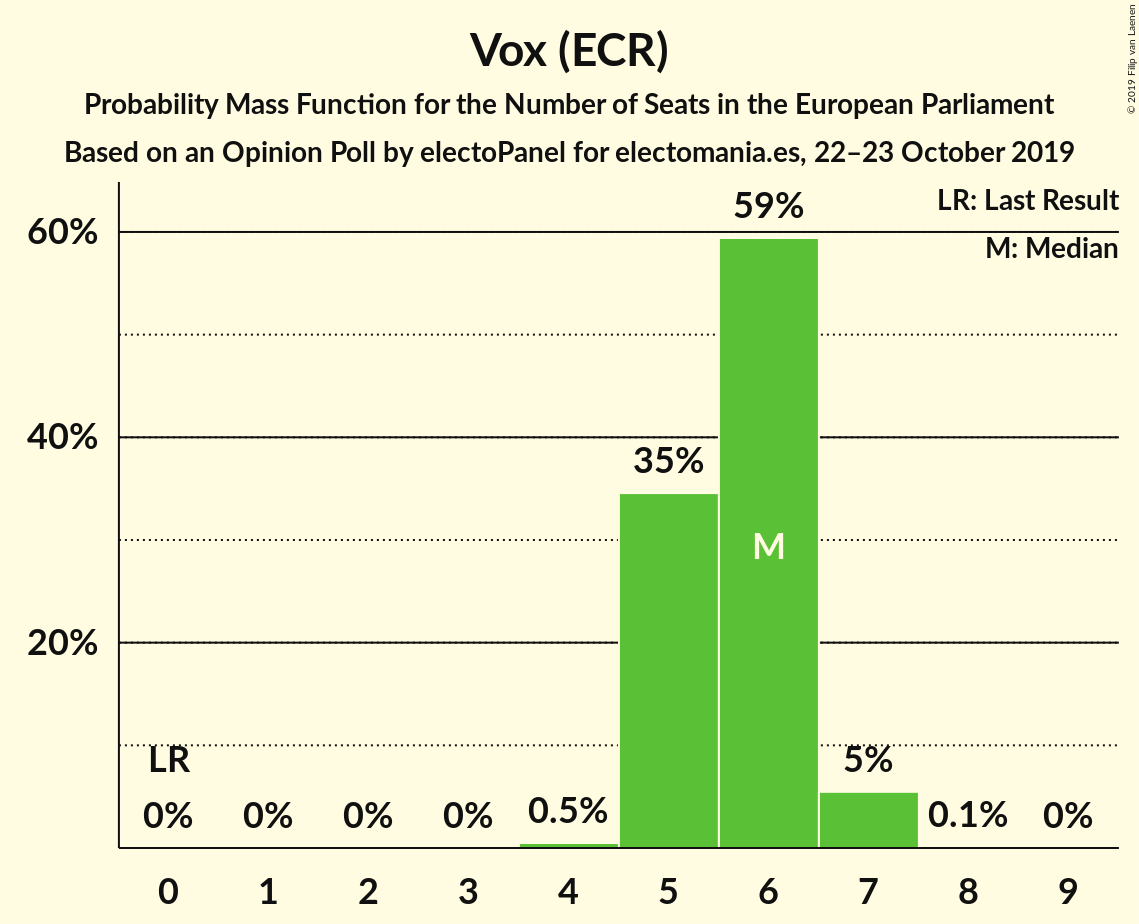 Vox (ECR)
Probability Mass Function for the Number of Seats in the European Parliament
Based on an Opinion Poll by electoPanel for electomania.es, 22–23 October 2019
© 2019 Filip van Laenen
LR: Last Result
M: Median
60%
40%
20%
59%
35%
M
LR
0%
0%
0%
0%
0.5%
5%
0.1%
0%
0 1 2 3 4 5 6 7 8 9